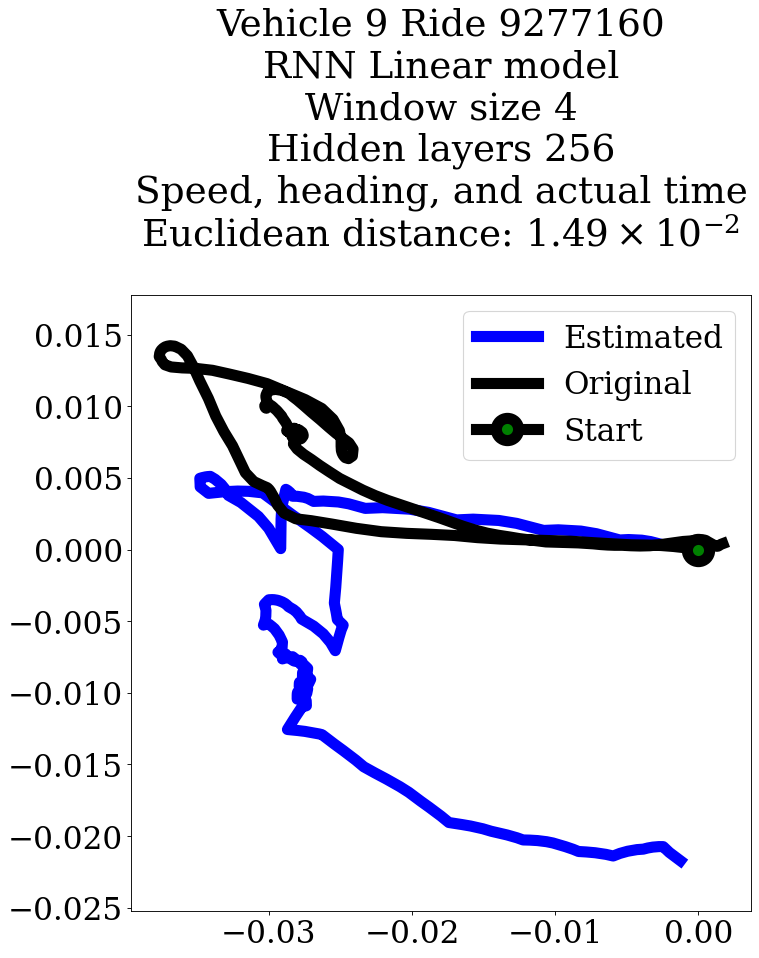 Vehicle 9 Ride 9277160
RNN Linear model
Window size 4
Hidden layers 256
Speed, heading, and actual time
Euclidean distance: 1.49 × 10⁻²
Estimated
Original
Start
0.015
0.010
0.005
0.000
−0.005
−0.010
−0.015
−0.020
−0.025
−0.03 −0.02 −0.01 0.00